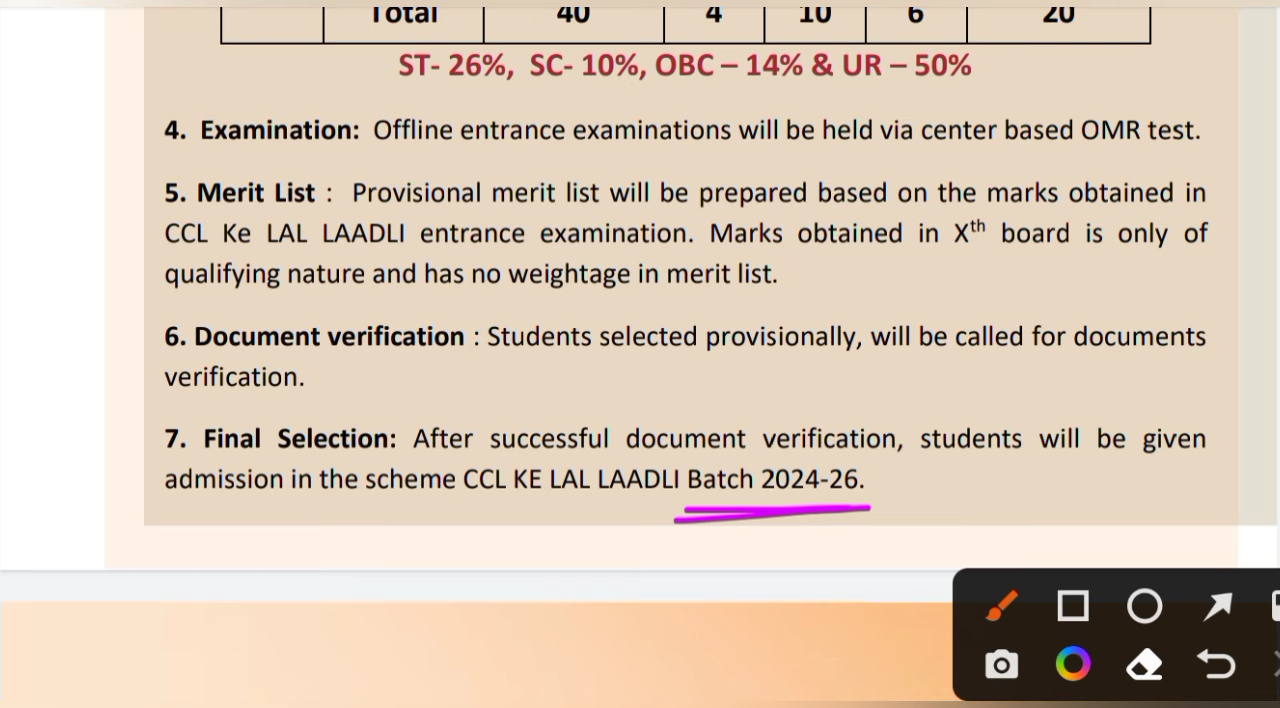 Total 40 4 10 6 20
ST- 26%, SC- 10%, OBC – 14% & UR – 50%
4. Examination: Offline entrance examinations will be held via center based OMR test.
5. Merit List : Provisional merit list will be prepared based on the marks obtained in
CCL Ke LAL LAADLI entrance examination. Marks obtained in Xth board is only of
qualifying nature and has no weightage in merit list.
6. Document verification : Students selected provisionally, will be called for documents
verification.
7. Final Selection: After successful document verification, students will be given
admission in the scheme CCL KE LAL LAADLI Batch 2024-26.